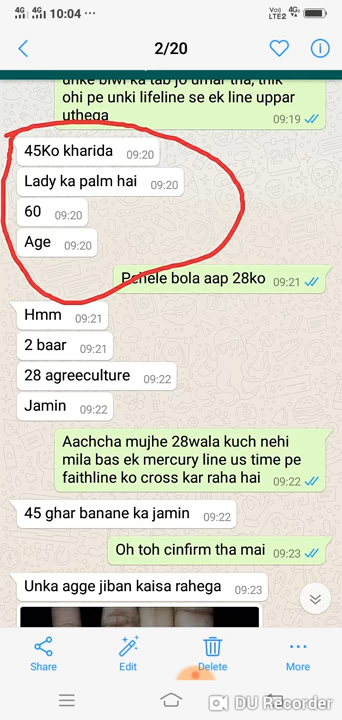 4G 4G 10:04 ...
Vo)) LTE2 4G
2/20
unke biwi ka tab jo umar tha, thik
ohi pe unki lifeline se ek line uppar
uthega
09:19
45Ko kharida 09:20
Lady ka palm hai 09:20
60 09:20
Age 09:20
Pehele bola aap 28ko 09:21
Hmm 09:21
2 baar 09:21
28 agreeculture 09:22
Jamin 09:22
Aachcha mujhe 28wala kuch nehi
mila bas ek mercury line us time pe
faithline ko cross kar raha hai 09:22
45 ghar banane ka jamin 09:22
Oh toh cinfirm tha mai 09:23
Unka agge jiban kaisa rahega 09:23
Share Edit Delete More
DU Recorder